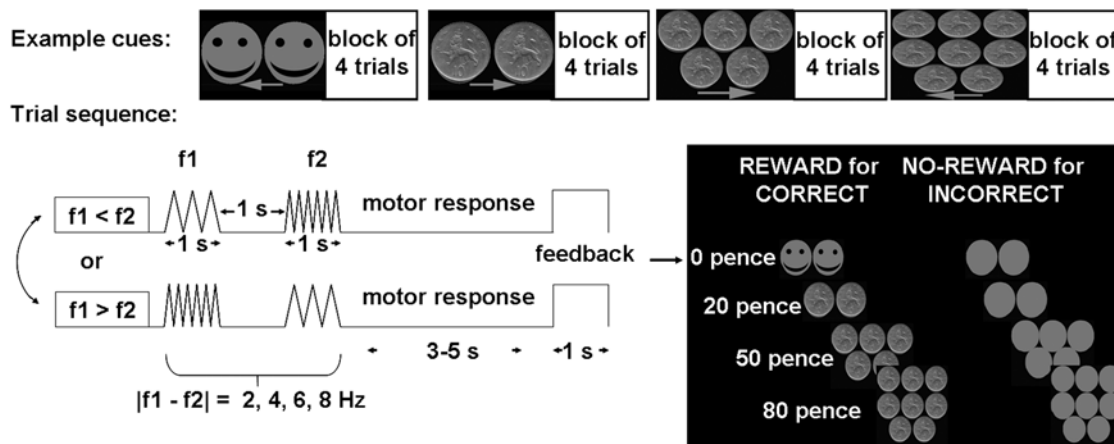 Example cues:
block of
4 trials
block of
4 trials
block of
4 trials
block of
4 trials
Trial sequence:
f1
f2
f1 < f2
1 s
1 s
1 s
motor response
or
feedback
f1 > f2
motor response
3-5 s
1 s
|f1 - f2| = 2, 4, 6, 8 Hz
REWARD for
CORRECT
NO-REWARD for
INCORRECT
0 pence
20 pence
50 pence
80 pence